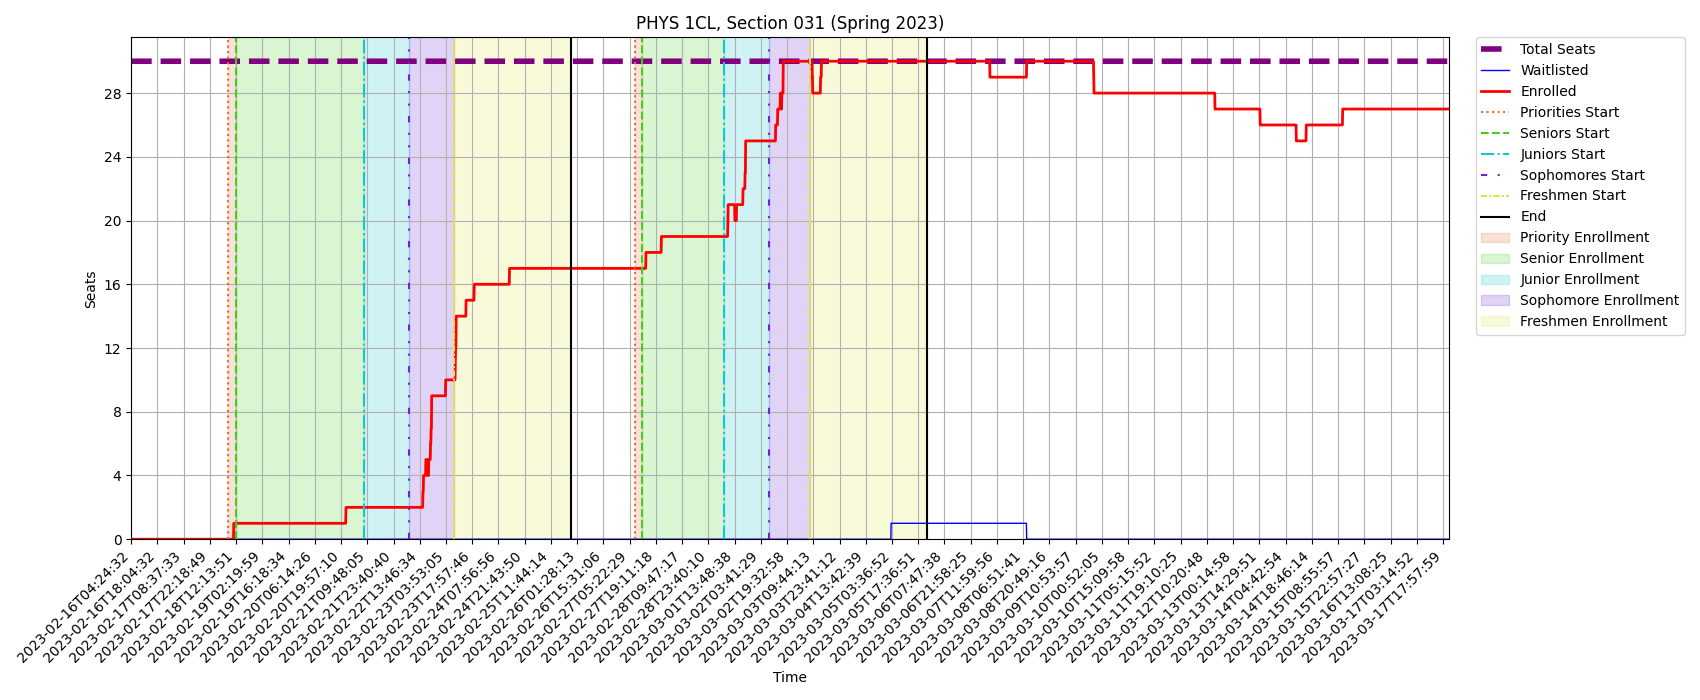 PHYS 1CL, Section 031 (Spring 2023)
Total Seats
Waitlisted
Enrolled
Priorities Start
Seniors Start
Juniors Start
Sophomores Start
Freshmen Start
End
Priority Enrollment
Senior Enrollment
Junior Enrollment
Sophomore Enrollment
Freshmen Enrollment
Seats
28
24
20
16
12
8
4
0
2023-02-16T04:24:32
2023-02-16T18:04:32
2023-02-17T08:37:33
2023-02-17T22:18:49
2023-02-18T12:13:51
2023-02-19T02:19:59
2023-02-19T16:18:34
2023-02-20T06:14:26
2023-02-20T19:57:10
2023-02-21T09:48:05
2023-02-21T23:40:40
2023-02-22T13:46:34
2023-02-23T03:53:05
2023-02-23T17:57:46
2023-02-24T07:56:56
2023-02-24T21:43:50
2023-02-25T11:44:14
2023-02-26T01:28:13
2023-02-26T15:31:06
2023-02-27T05:22:29
2023-02-27T19:11:18
2023-02-28T09:47:17
2023-02-28T23:40:10
2023-03-01T13:48:38
2023-03-02T03:41:29
2023-03-02T19:32:58
2023-03-03T09:44:13
2023-03-03T23:41:12
2023-03-04T13:42:39
2023-03-05T03:36:52
2023-03-05T17:36:51
2023-03-06T07:47:38
2023-03-06T21:58:25
2023-03-07T11:59:56
2023-03-08T06:51:41
2023-03-08T20:49:16
2023-03-09T10:53:57
2023-03-10T00:52:05
2023-03-10T15:09:58
2023-03-11T05:15:52
2023-03-11T19:10:25
2023-03-12T10:20:48
2023-03-13T00:14:58
2023-03-13T14:29:51
2023-03-14T04:42:54
2023-03-14T18:46:14
2023-03-15T08:55:57
2023-03-15T22:57:27
2023-03-16T13:08:25
2023-03-17T03:14:52
2023-03-17T17:57:59
Time